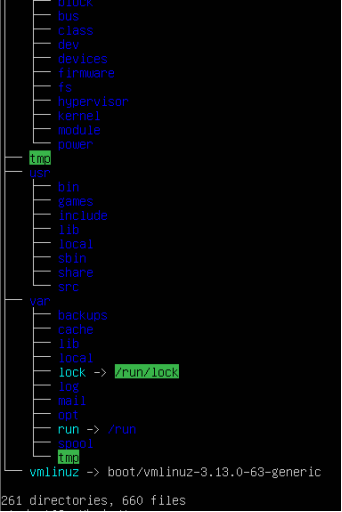 block
bus
class
dev
devices
firmware
fs
hypervisor
kernel
module
power
tmp
usr
bin
games
include
lib
local
sbin
share
src
var
backups
cache
lib
local
lock -> /run/lock
log
mail
opt
run -> /run
spool
tmp
vmlinuz -> boot/vmlinuz-3.13.0-63-generic
261 directories, 660 files